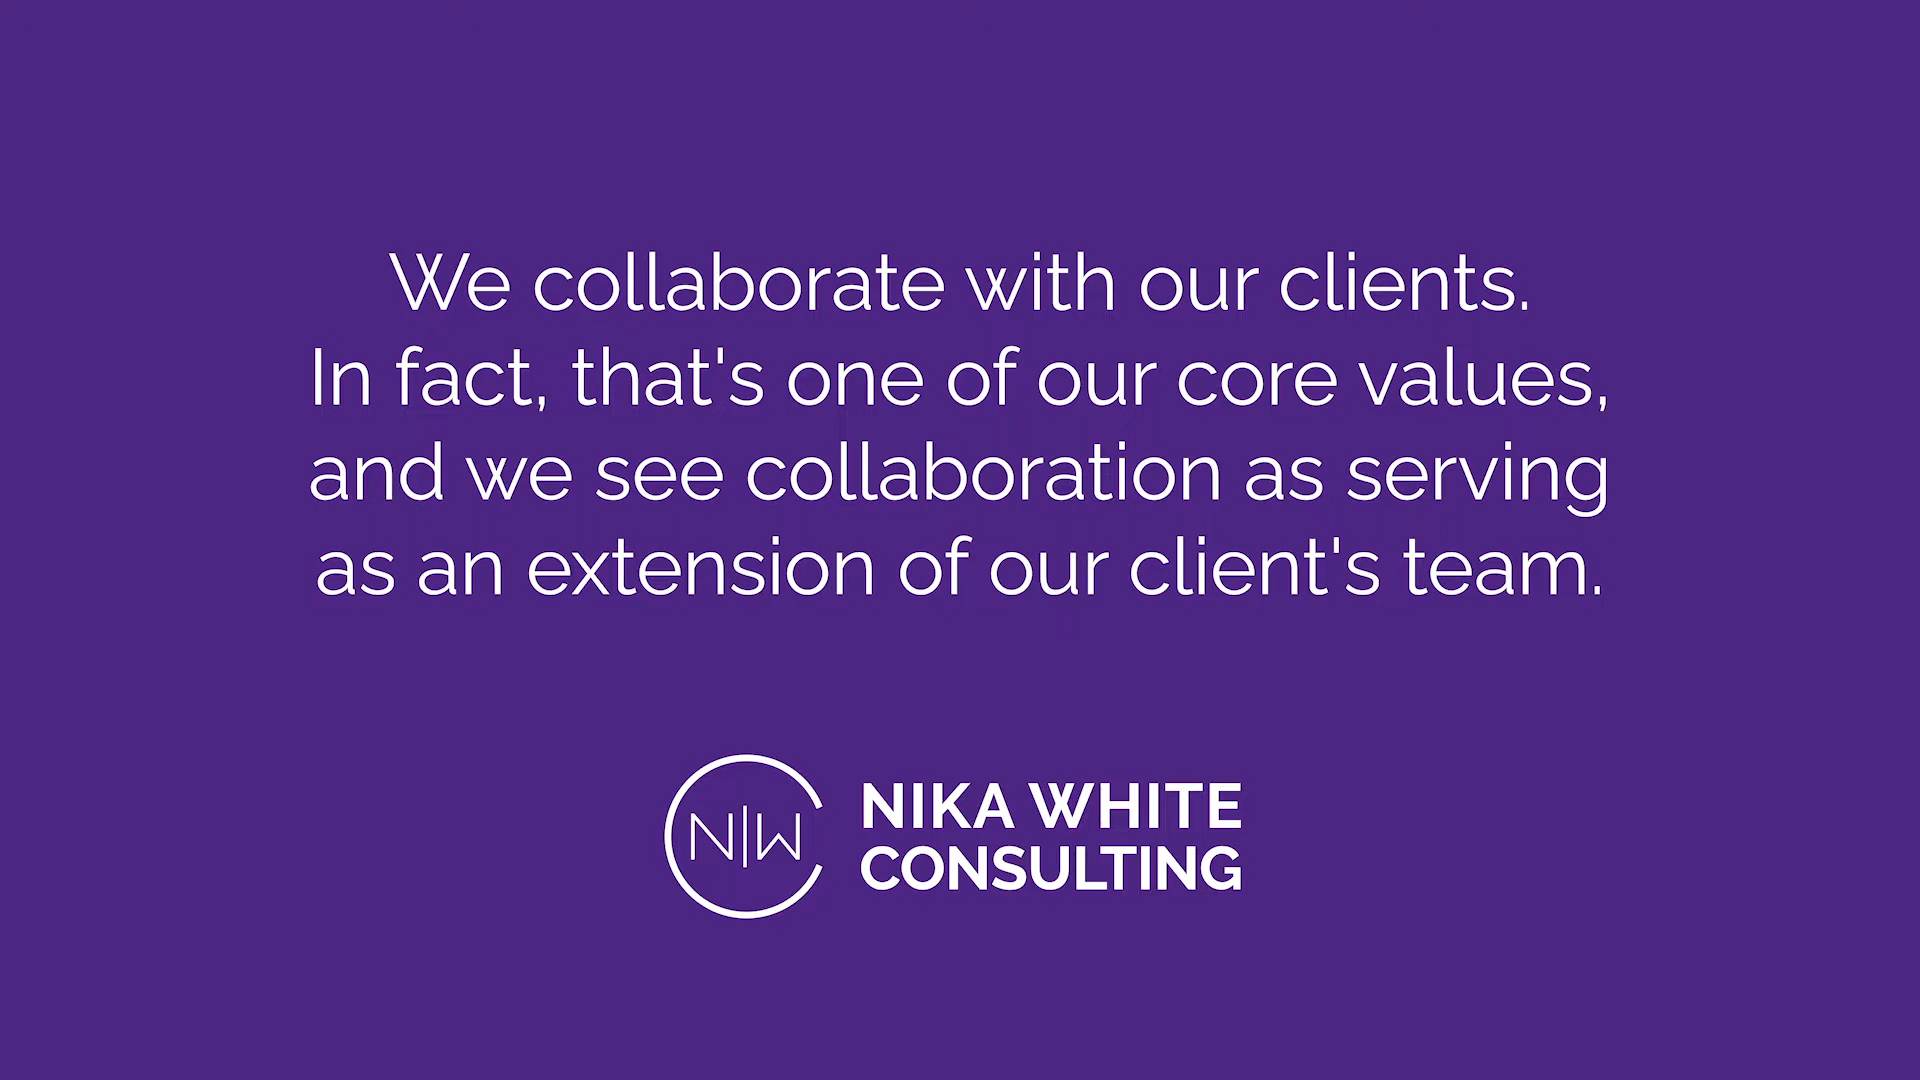 We collaborate with our clients.
In fact, that's one of our core values,
and we see collaboration as serving
as an extension of our client's team.
N|W
NIKA WHITE
CONSULTING